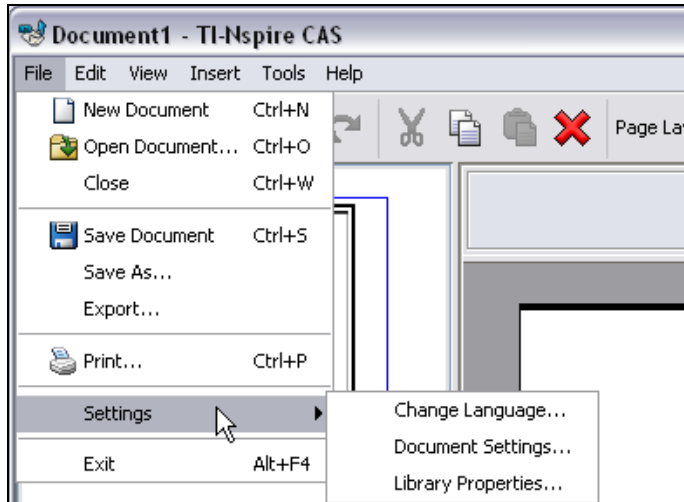 Document1 - TI-Nspire CAS
File Edit View Insert Tools Help
New Document Ctrl+N
Open Document... Ctrl+O
Close Ctrl+W
Save Document Ctrl+S
Save As...
Export...
Print... Ctrl+P
Settings
Exit Alt+F4
Page La
Change Language...
Document Settings...
Library Properties...